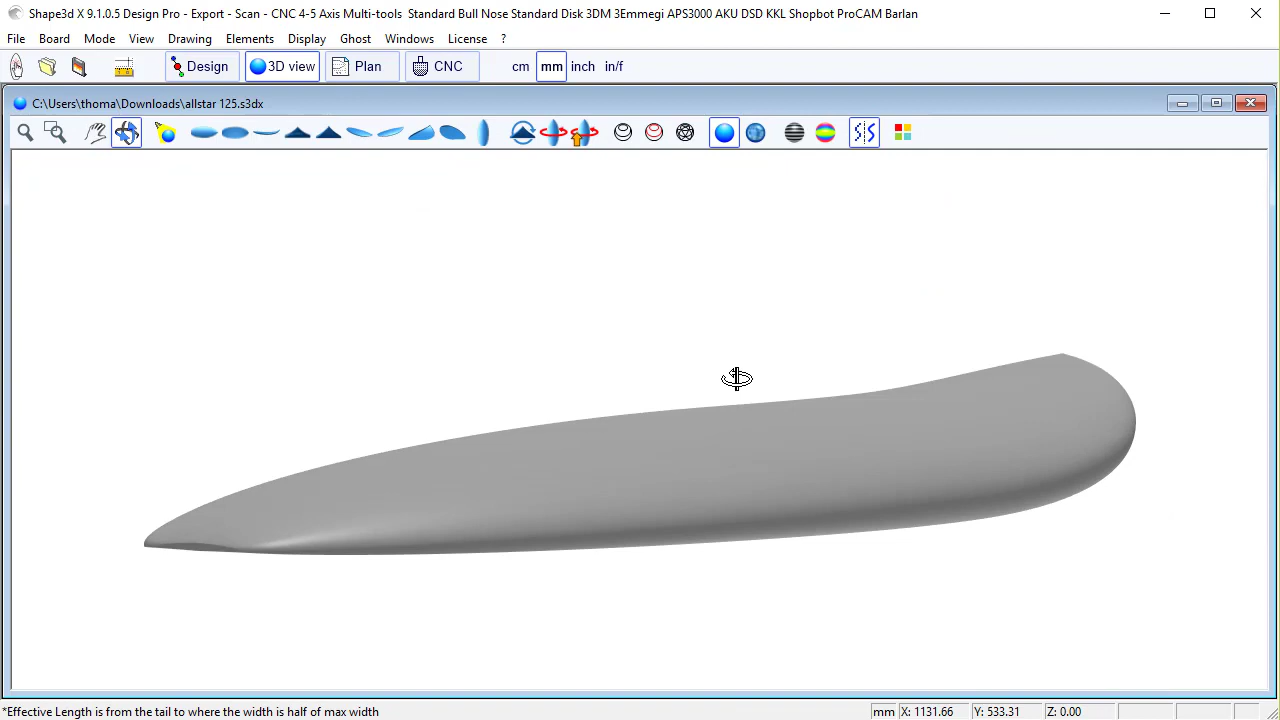 Shape3d X 9.1.0.5 Design Pro - Export - Scan - CNC 4-5 Axis Multi-tools  Standard Bull Nose Standard Disk 3DM 3Emmegi APS3000 AKU DSD KKL Shopbot ProCAM Barlan
File Board Mode View Drawing Elements Display Ghost Windows License ?
Design 3D view Plan CNC cm mm inch in/f
C:\Users\thoma\Downloads\allstar 125.s3dx
*Effective Length is from the tail to where the width is half of max width mm X: 1131.66 Y: 533.31 Z: 0.00